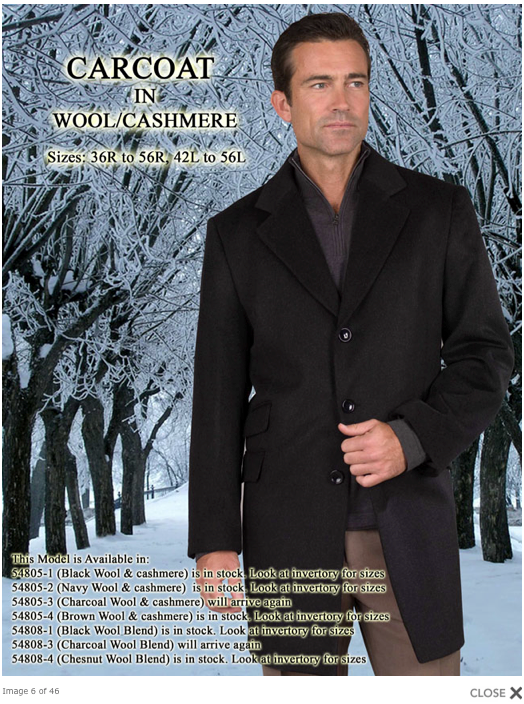 CARCOAT
IN
WOOL/CASHMERE
Sizes: 36R to 56R, 42L to 56L
This Model is Available in:
54805-1 (Black Wool & cashmere) is in stock. Look at invertory for sizes
54805-2 (Navy Wool & cashmere)  is in stock. Look at invertory for sizes
54805-3 (Charcoal Wool & cashmere) will arrive again
54805-4 (Brown Wool & cashmere) is in stock. Look at invertory for sizes
54808-1 (Black Wool Blend) is in stock. Look at invertory for sizes
54808-3 (Charcoal Wool Blend) will arrive again
54808-4 (Chesnut Wool Blend) is in stock. Look at invertory for sizes
Image 6 of 46
CLOSE X